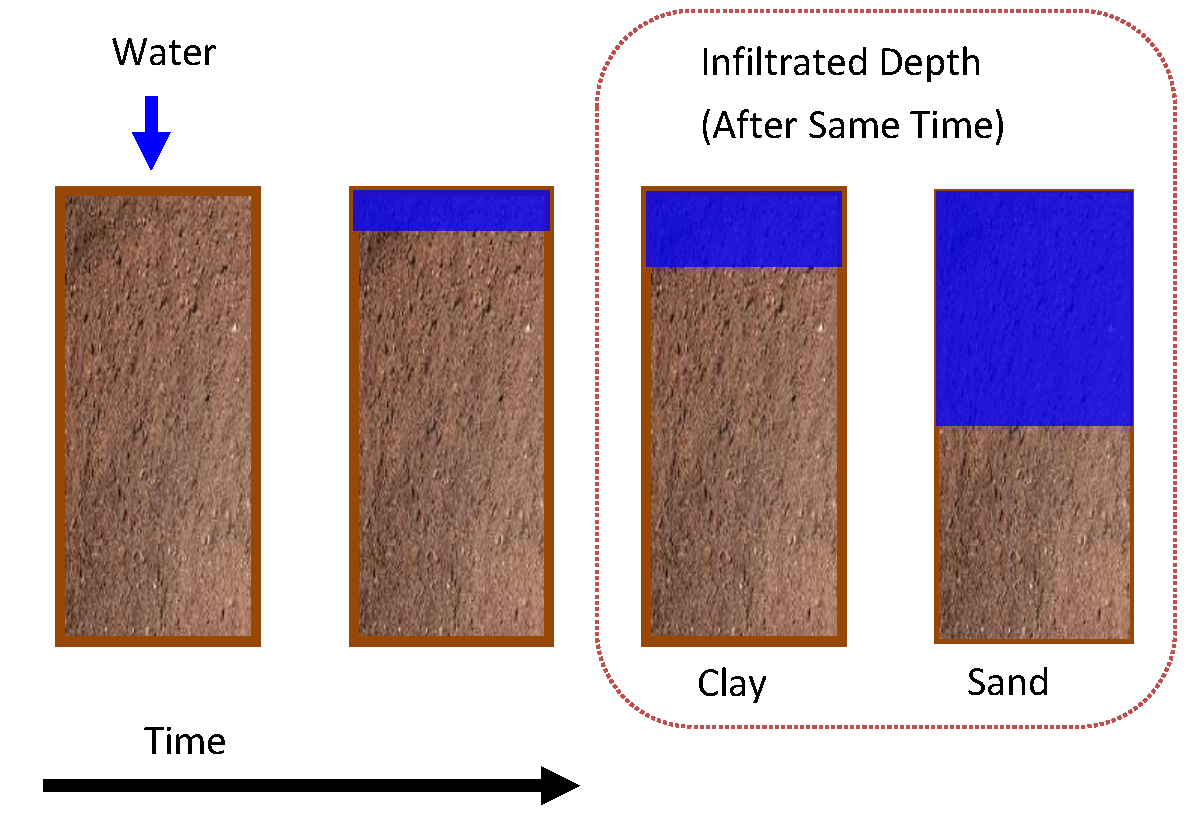 Water
Infiltrated Depth
(After Same Time)
Clay
Sand
Time